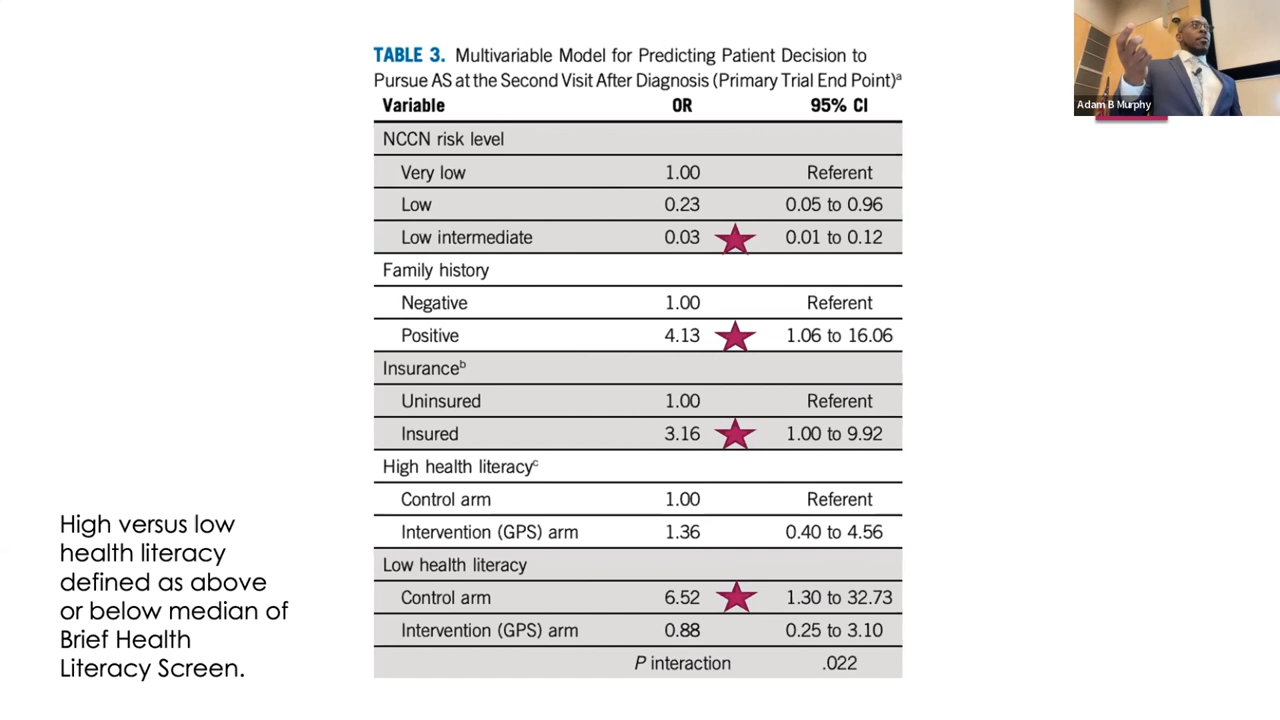 TABLE 3. Multivariable Model for Predicting Patient Decision to
Pursue AS at the Second Visit After Diagnosis (Primary Trial End Point)a
Variable OR 95% CI
NCCN risk level
Very low 1.00 Referent
Low 0.23 0.05 to 0.96
Low intermediate 0.03 0.01 to 0.12
Family history
Negative 1.00 Referent
Positive 4.13 1.06 to 16.06
Insuranceb
Uninsured 1.00 Referent
Insured 3.16 1.00 to 9.92
High health literacyc
Control arm 1.00 Referent
Intervention (GPS) arm 1.36 0.40 to 4.56
Low health literacy
Control arm 6.52 1.30 to 32.73
Intervention (GPS) arm 0.88 0.25 to 3.10
P interaction .022
High versus low
health literacy
defined as above
or below median of
Brief Health
Literacy Screen.
Adam B Murphy